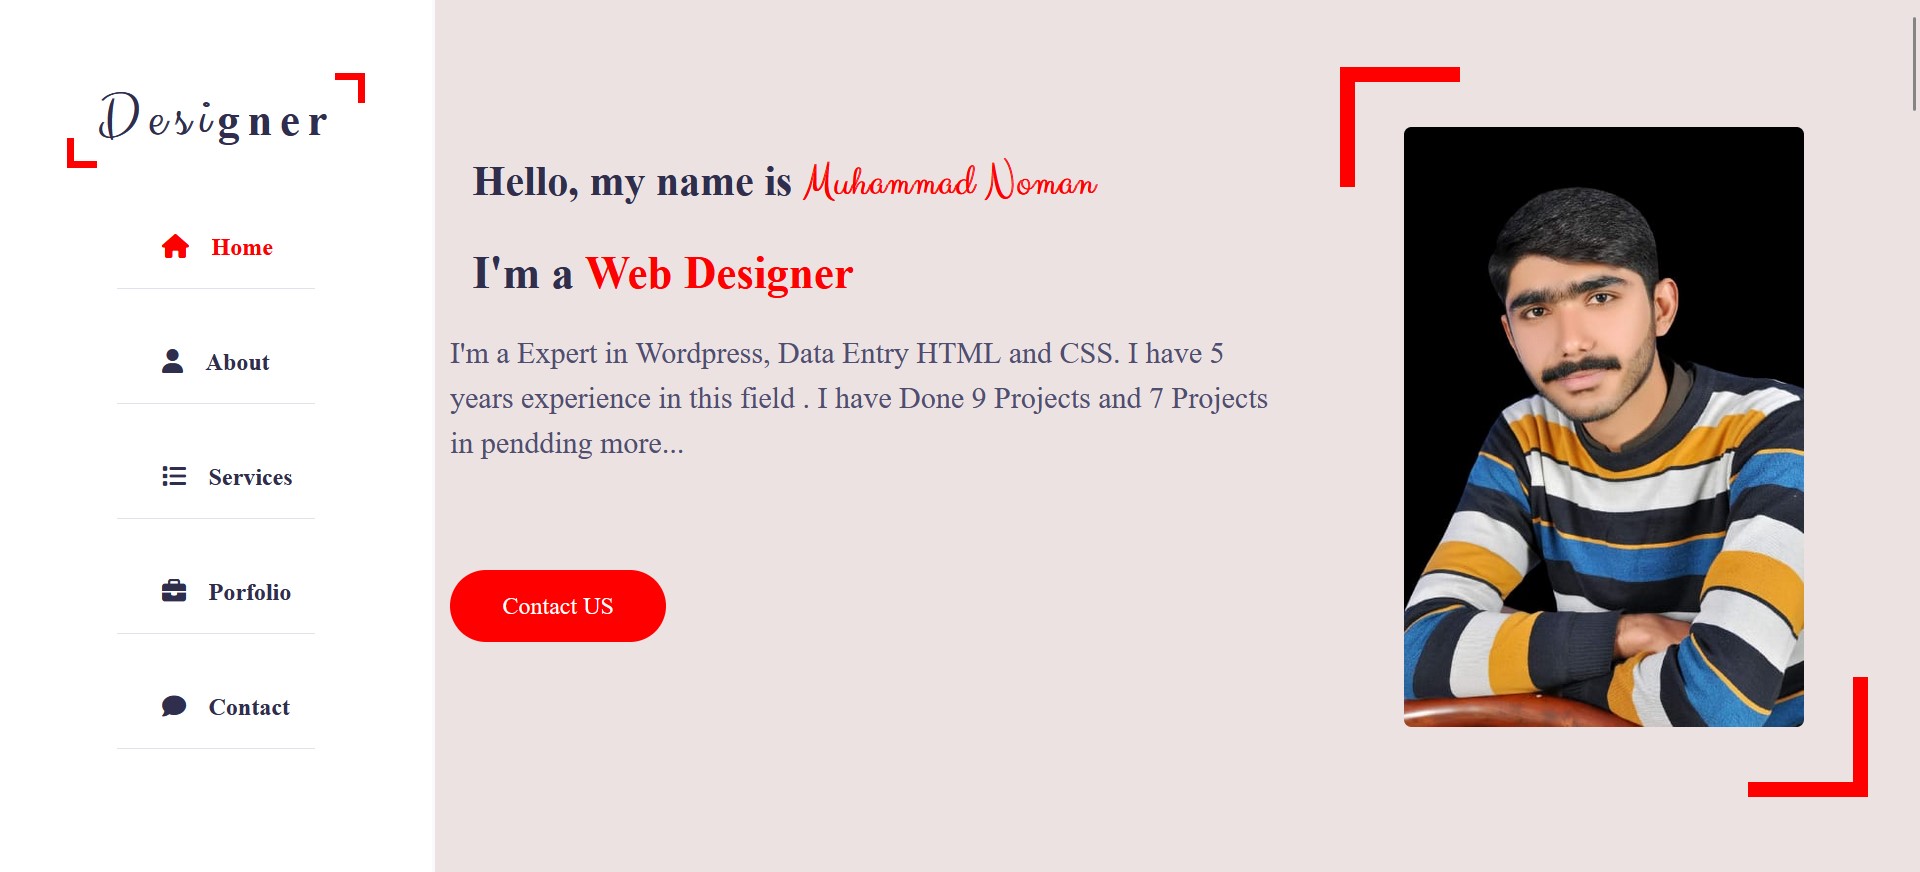 Designer
Home
About
Services
Porfolio
Contact
Hello, my name is Muhammad Noman
I'm a Web Designer
I'm a Expert in Wordpress, Data Entry HTML and CSS. I have 5
years experience in this field . I have Done 9 Projects and 7 Projects
in pendding more...
Contact US